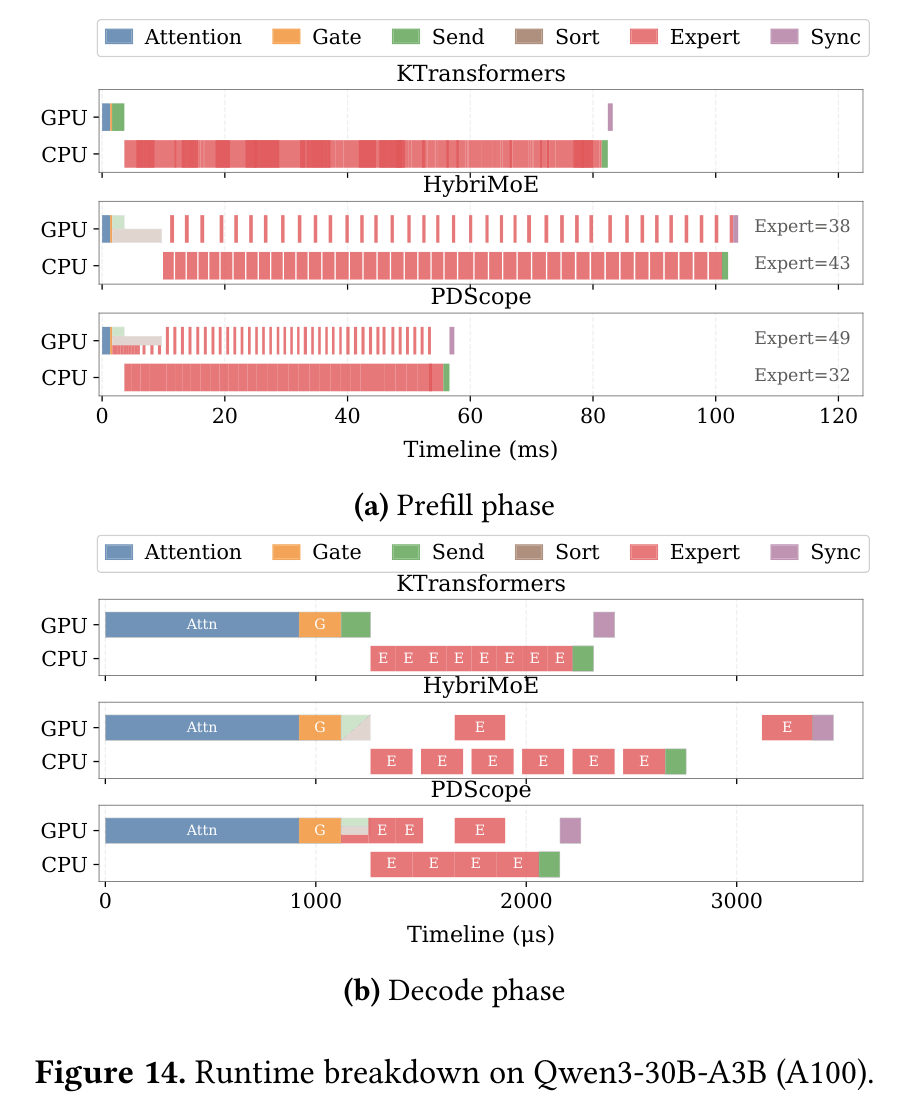 Attention Gate Send Sort Expert Sync
KTransformers
GPU
CPU
HybriMoE
GPU Expert=38
CPU Expert=43
PDScope
GPU Expert=49
CPU Expert=32
0 20 40 60 80 100 120
Timeline (ms)
(a) Prefill phase
Attention Gate Send Sort Expert Sync
KTransformers
GPU Attn G
CPU E E E E E E E E
HybriMoE
GPU Attn G E E
CPU E E E E E E
PDScope
GPU Attn G E E E
CPU E E E E
0 1000 2000 3000
Timeline (μs)
(b) Decode phase
Figure 14. Runtime breakdown on Qwen3-30B-A3B (A100).